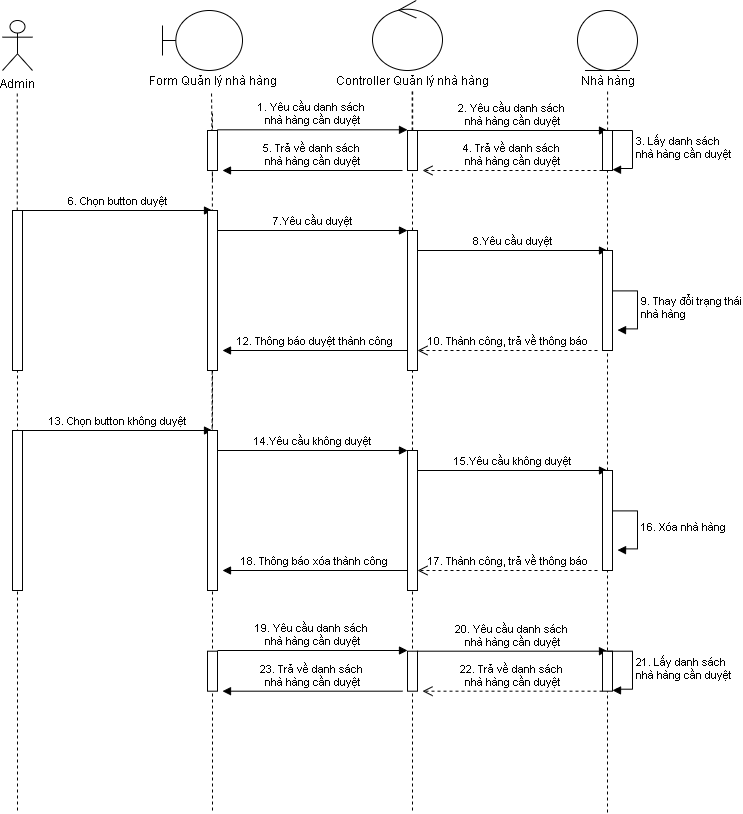 Admin
Form Quản lý nhà hàng
Controller Quản lý nhà hàng
Nhà hàng
1. Yêu cầu danh sách
nhà hàng cần duyệt
2. Yêu cầu danh sách
nhà hàng cần duyệt
3. Lấy danh sách
nhà hàng cần duyệt
5. Trả về danh sách
nhà hàng cần duyệt
4. Trả về danh sách
nhà hàng cần duyệt
6. Chọn button duyệt
7.Yêu cầu duyệt
8.Yêu cầu duyệt
9. Thay đổi trạng thái
nhà hàng
12. Thông báo duyệt thành công
10. Thành công, trả về thông báo
13. Chọn button không duyệt
14.Yêu cầu không duyệt
15.Yêu cầu không duyệt
16. Xóa nhà hàng
18. Thông báo xóa thành công
17. Thành công, trả về thông báo
19. Yêu cầu danh sách
nhà hàng cần duyệt
20. Yêu cầu danh sách
nhà hàng cần duyệt
21. Lấy danh sách
nhà hàng cần duyệt
23. Trả về danh sách
nhà hàng cần duyệt
22. Trả về danh sách
nhà hàng cần duyệt